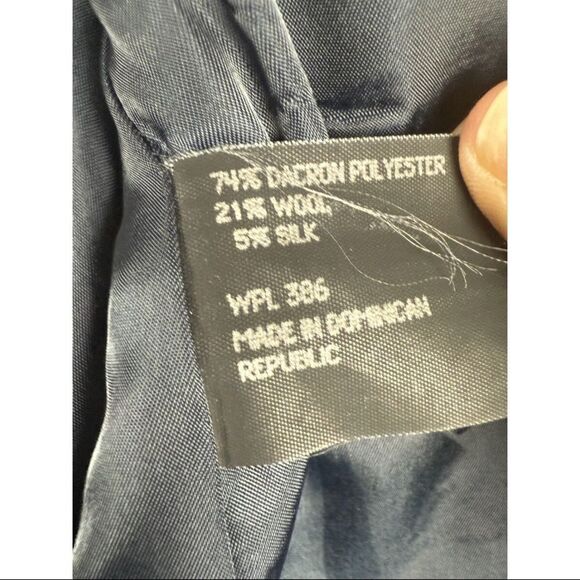 74% DACRON POLYESTER
21% WOOL
5% SILK
WPL 386
MADE IN DOMINICAN
REPUBLIC